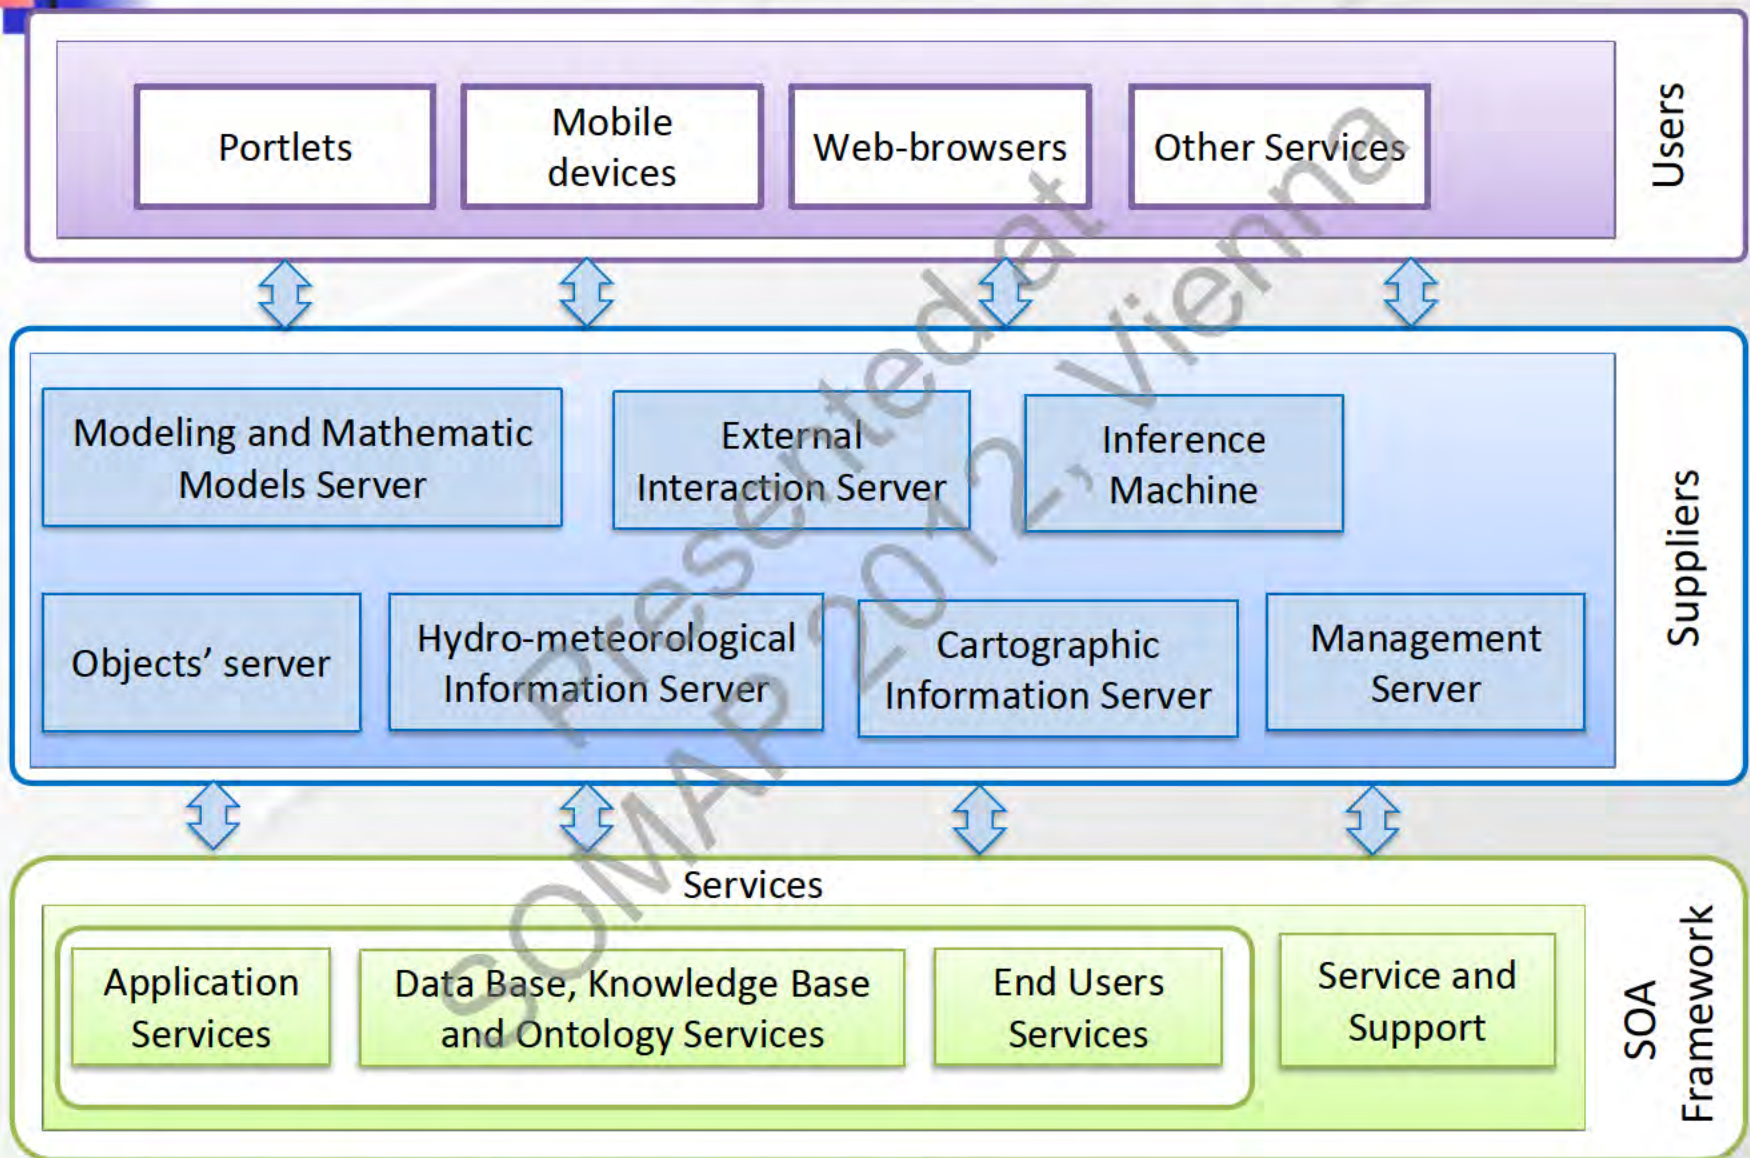 Portlets
Mobile
devices
Web-browsers
Other Services
Users
Modeling and Mathematic
Models Server
External
Interaction Server
Inference
Machine
Objects’ server
Hydro-meteorological
Information Server
Cartographic
Information Server
Management
Server
Suppliers
Services
Application
Services
Data Base, Knowledge Base
and Ontology Services
End Users
Services
Service and
Support
SOA
Framework
Presented at
SOMAP 2012, Vienna